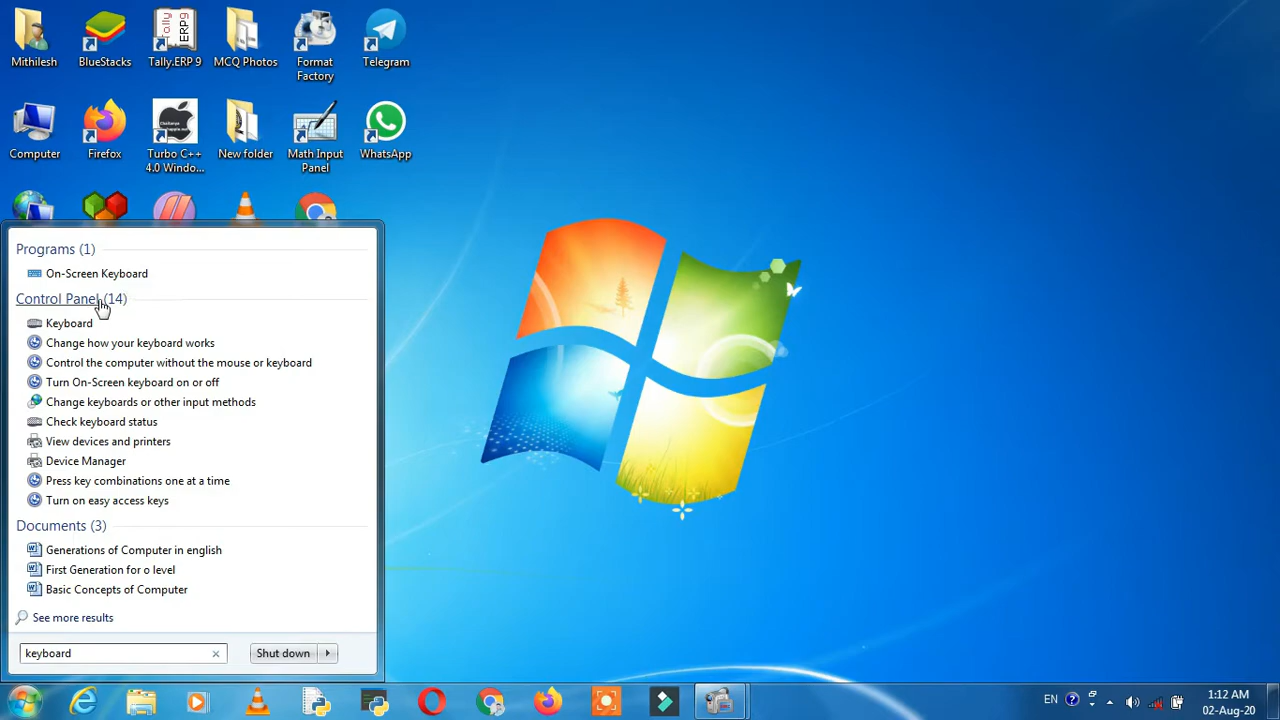 Mithilesh
BlueStacks
Tally.ERP 9
MCQ Photos
Format
Factory
Telegram
Computer
Firefox
Turbo C++
4.0 Windo...
New folder
Math Input
Panel
WhatsApp
Programs (1)
On-Screen Keyboard
Control Panel (14)
Keyboard
Change how your keyboard works
Control the computer without the mouse or keyboard
Turn On-Screen keyboard on or off
Change keyboards or other input methods
Check keyboard status
View devices and printers
Device Manager
Press key combinations one at a time
Turn on easy access keys
Documents (3)
Generations of Computer in english
First Generation for o level
Basic Concepts of Computer
See more results
keyboard
Shut down
EN
1:12 AM
02-Aug-20